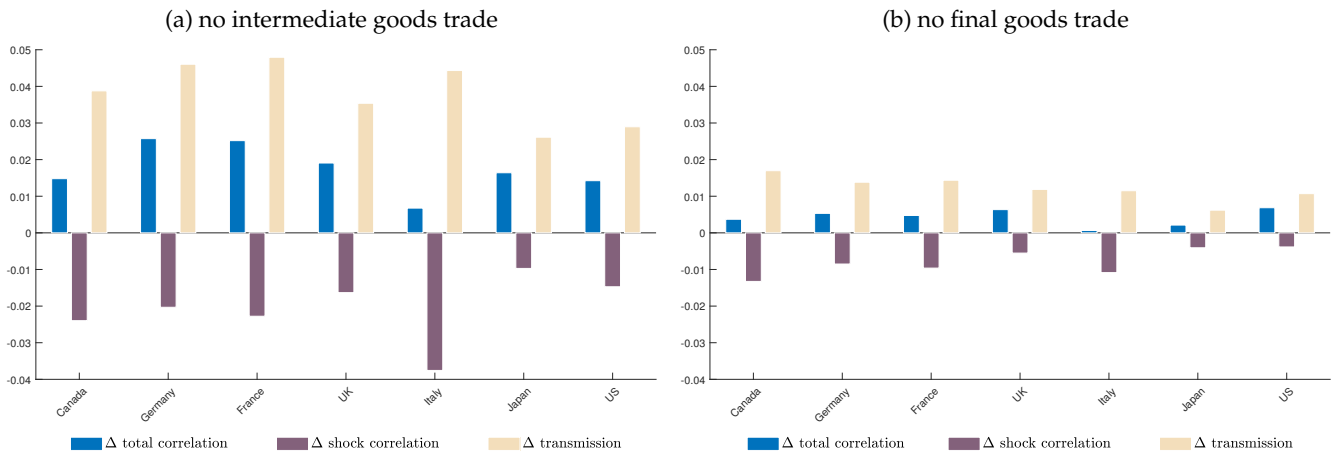 (a) no intermediate goods trade
0.05
0.04
0.03
0.02
0.01
0
-0.01
-0.02
-0.03
-0.04
Canada
Germany
France
UK
Italy
Japan
US
Δ total correlation
Δ shock correlation
Δ transmission
(b) no final goods trade
0.05
0.04
0.03
0.02
0.01
0
-0.01
-0.02
-0.03
-0.04
Canada
Germany
France
UK
Italy
Japan
US
Δ total correlation
Δ shock correlation
Δ transmission